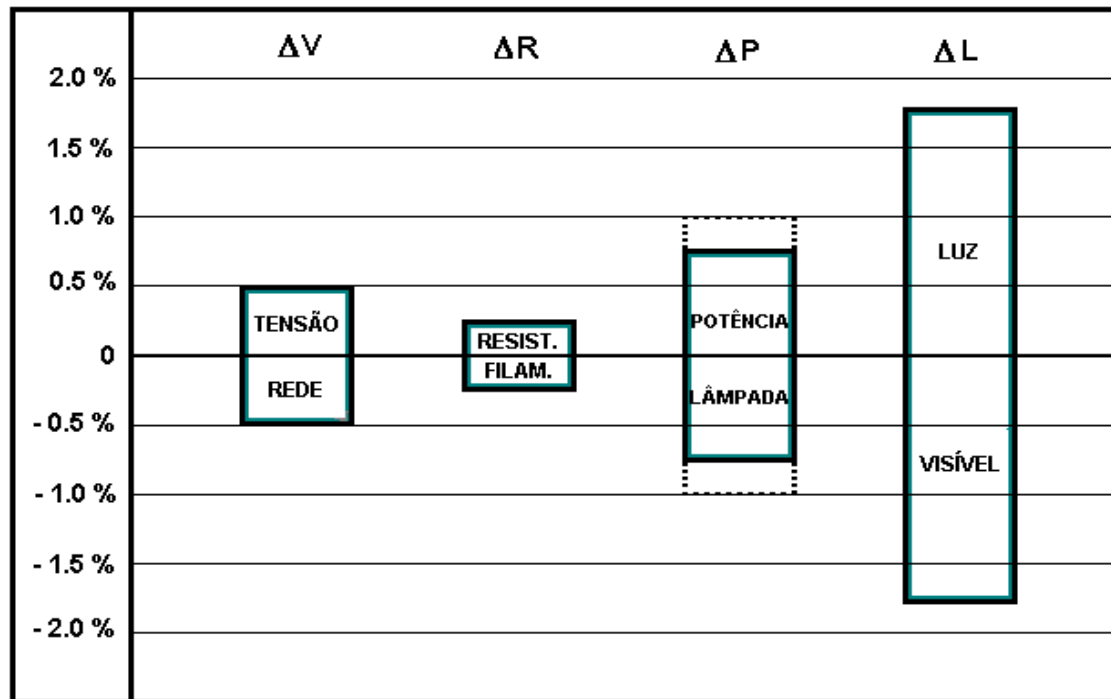 ΔV ΔR ΔP ΔL
2.0 %
1.5 %
1.0 %
0.5 %
0
- 0.5 %
- 1.0 %
- 1.5 %
- 2.0 %
TENSÃO
REDE
RESIST.
FILAM.
POTÊNCIA
LÂMPADA
LUZ
VISÍVEL